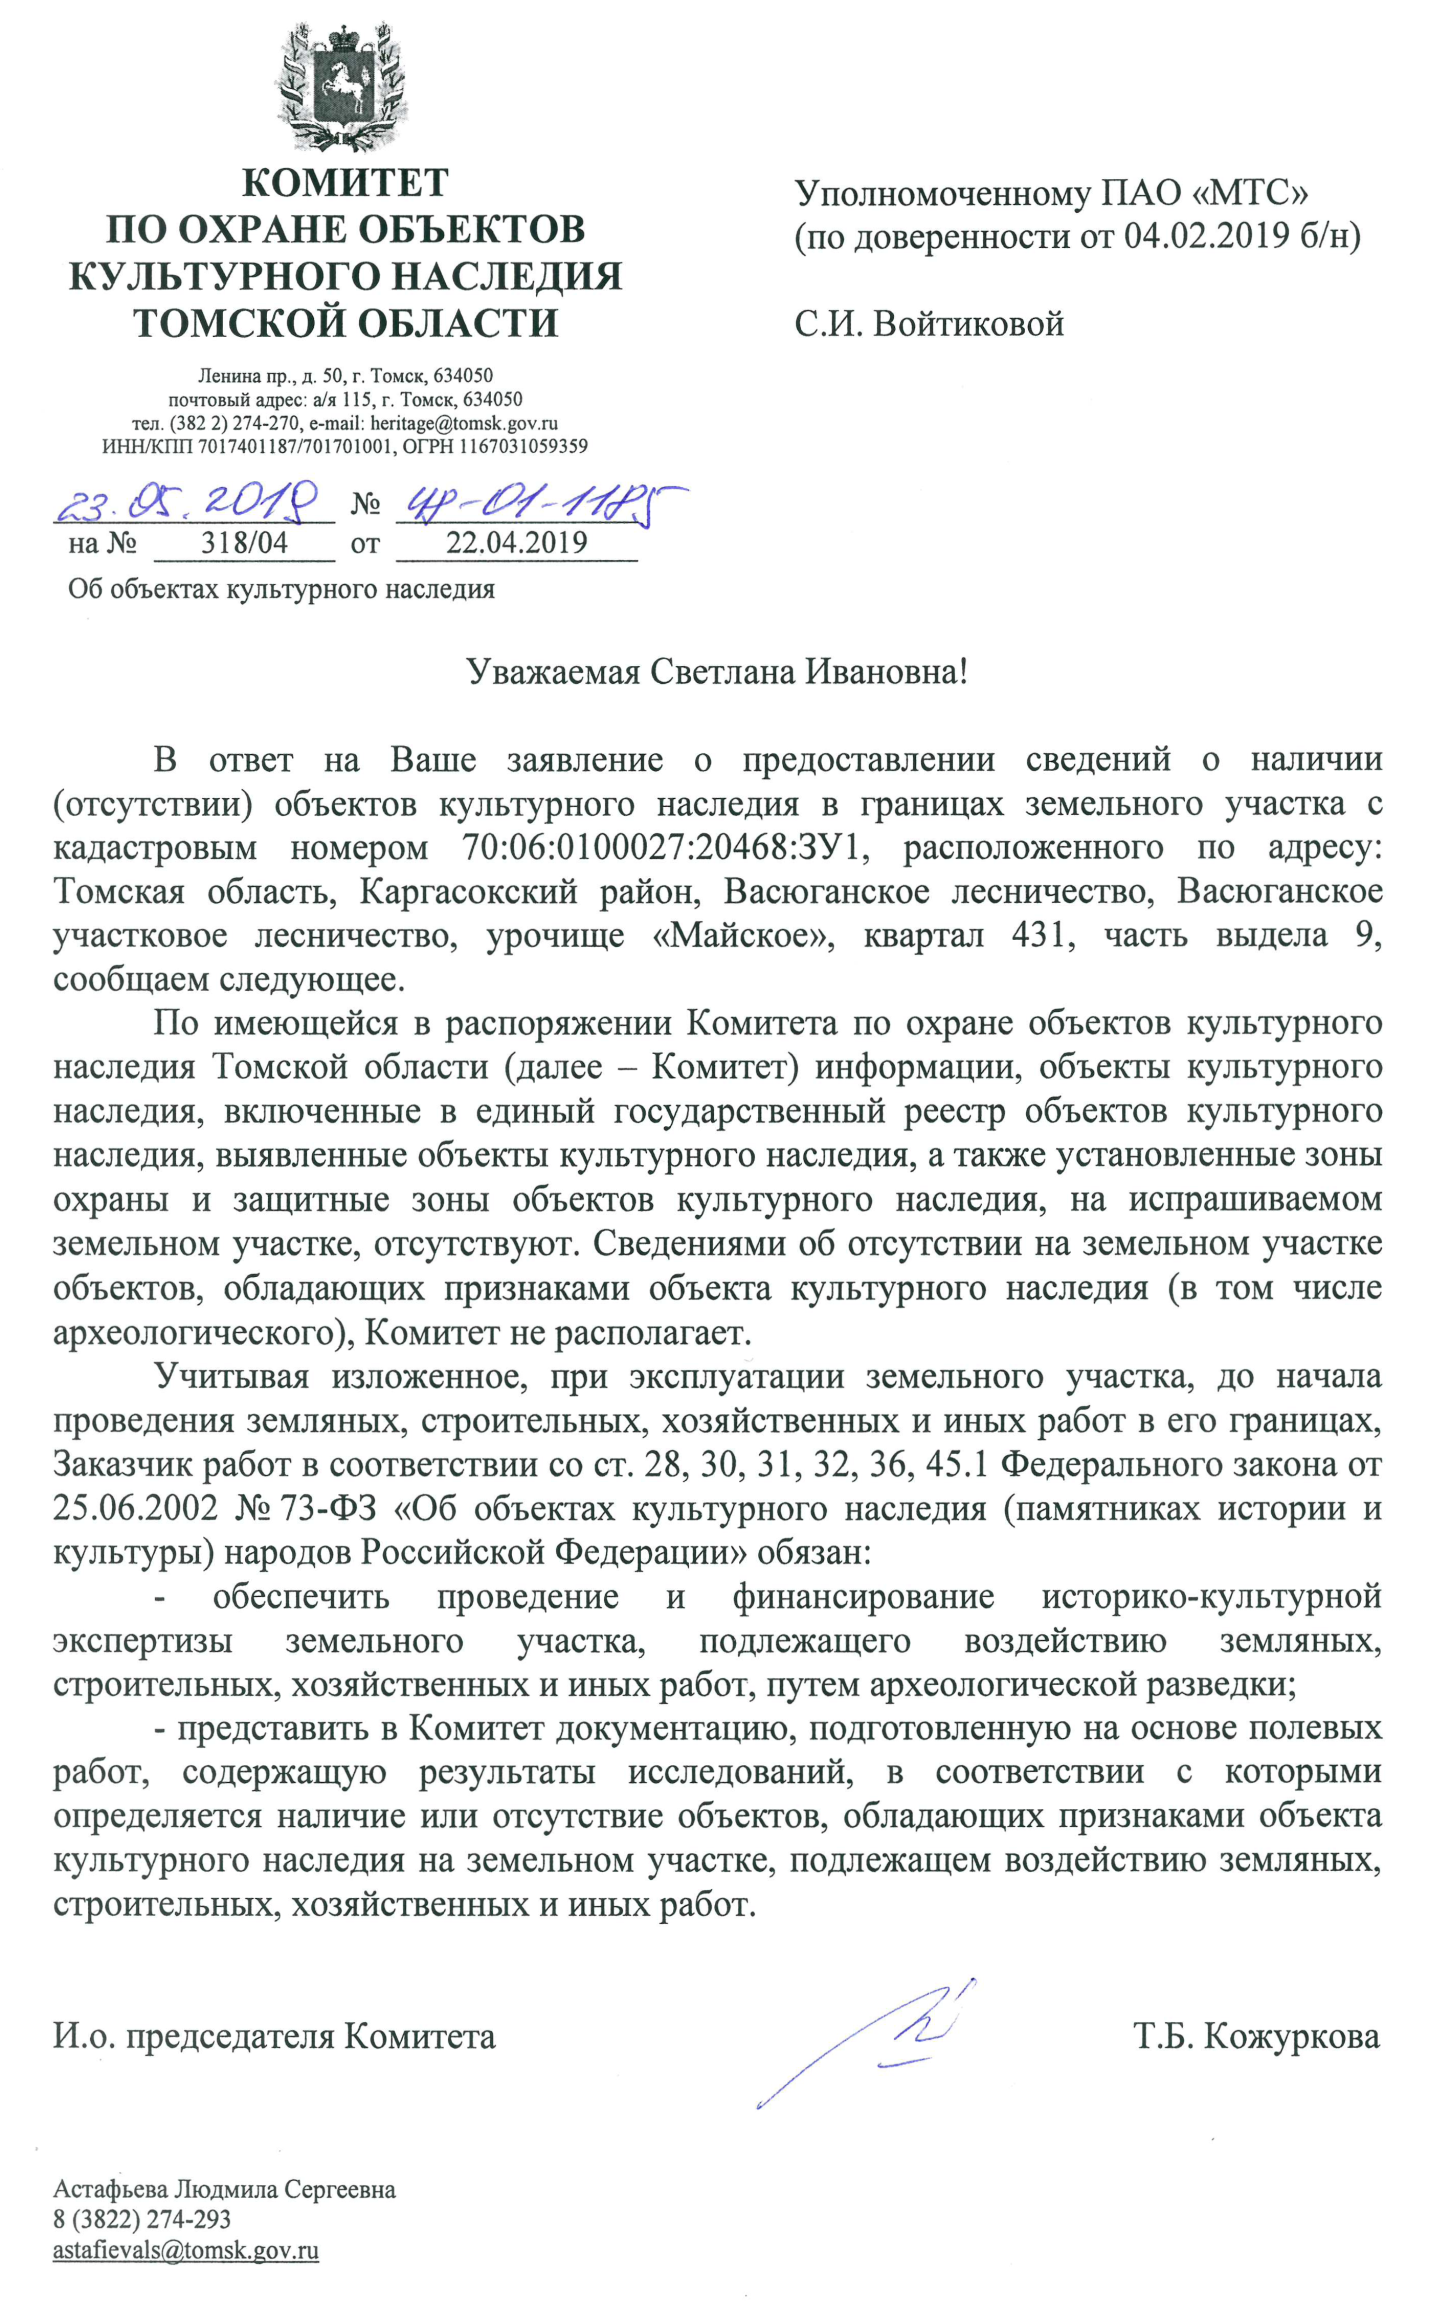 КОМИТЕТ
ПО ОХРАНЕ ОБЪЕКТОВ
КУЛЬТУРНОГО НАСЛЕДИЯ
ТОМСКОЙ ОБЛАСТИ
Ленина пр., д. 50, г. Томск, 634050
почтовый адрес: а/я 115, г. Томск, 634050
тел. (382 2) 274-270, e-mail: heritage@tomsk.gov.ru
ИНН/КПП 7017401187/701701001, ОГРН 1167031059359
23.05.2019 № 48-01-1185
на № 318/04 от 22.04.2019
Об объектах культурного наследия
Уполномоченному ПАО «МТС»
(по доверенности от 04.02.2019 б/н)
С.И. Войтиковой
Уважаемая Светлана Ивановна!
В ответ на Ваше заявление о предоставлении сведений о наличии
(отсутствии) объектов культурного наследия в границах земельного участка с
кадастровым номером 70:06:0100027:20468:ЗУ1, расположенного по адресу:
Томская область, Каргасокский район, Васюганское лесничество, Васюганское
участковое лесничество, урочище «Майское», квартал 431, часть выдела 9,
сообщаем следующее.
По имеющейся в распоряжении Комитета по охране объектов культурного
наследия Томской области (далее – Комитет) информации, объекты культурного
наследия, включенные в единый государственный реестр объектов культурного
наследия, выявленные объекты культурного наследия, а также установленные зоны
охраны и защитные зоны объектов культурного наследия, на испрашиваемом
земельном участке, отсутствуют. Сведениями об отсутствии на земельном участке
объектов, обладающих признаками объекта культурного наследия (в том числе
археологического), Комитет не располагает.
Учитывая изложенное, при эксплуатации земельного участка, до начала
проведения земляных, строительных, хозяйственных и иных работ в его границах,
Заказчик работ в соответствии со ст. 28, 30, 31, 32, 36, 45.1 Федерального закона от
25.06.2002 № 73-ФЗ «Об объектах культурного наследия (памятниках истории и
культуры) народов Российской Федерации» обязан:
- обеспечить проведение и финансирование историко-культурной
экспертизы земельного участка, подлежащего воздействию земляных,
строительных, хозяйственных и иных работ, путем археологической разведки;
- представить в Комитет документацию, подготовленную на основе полевых
работ, содержащую результаты исследований, в соответствии с которыми
определяется наличие или отсутствие объектов, обладающих признаками объекта
культурного наследия на земельном участке, подлежащем воздействию земляных,
строительных, хозяйственных и иных работ.
И.о. председателя Комитета Т.Б. Кожуркова
Астафьева Людмила Сергеевна
8 (3822) 274-293
astafievals@tomsk.gov.ru